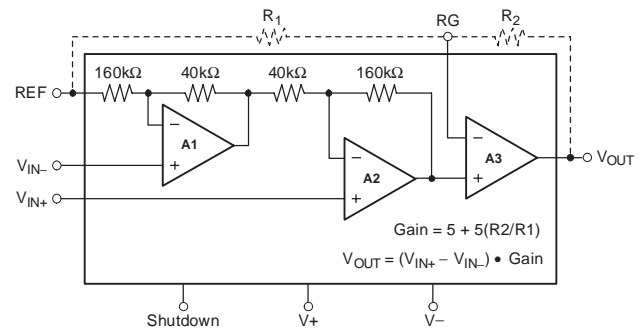 R1
RG
R2
160kΩ 40kΩ 40kΩ 160kΩ
REF
− A1 +
− A2 +
− A3 +
VIN−
VIN+
VOUT
Gain = 5 + 5(R2/R1)
VOUT = (VIN+ − VIN−) • Gain
Shutdown V+ V−